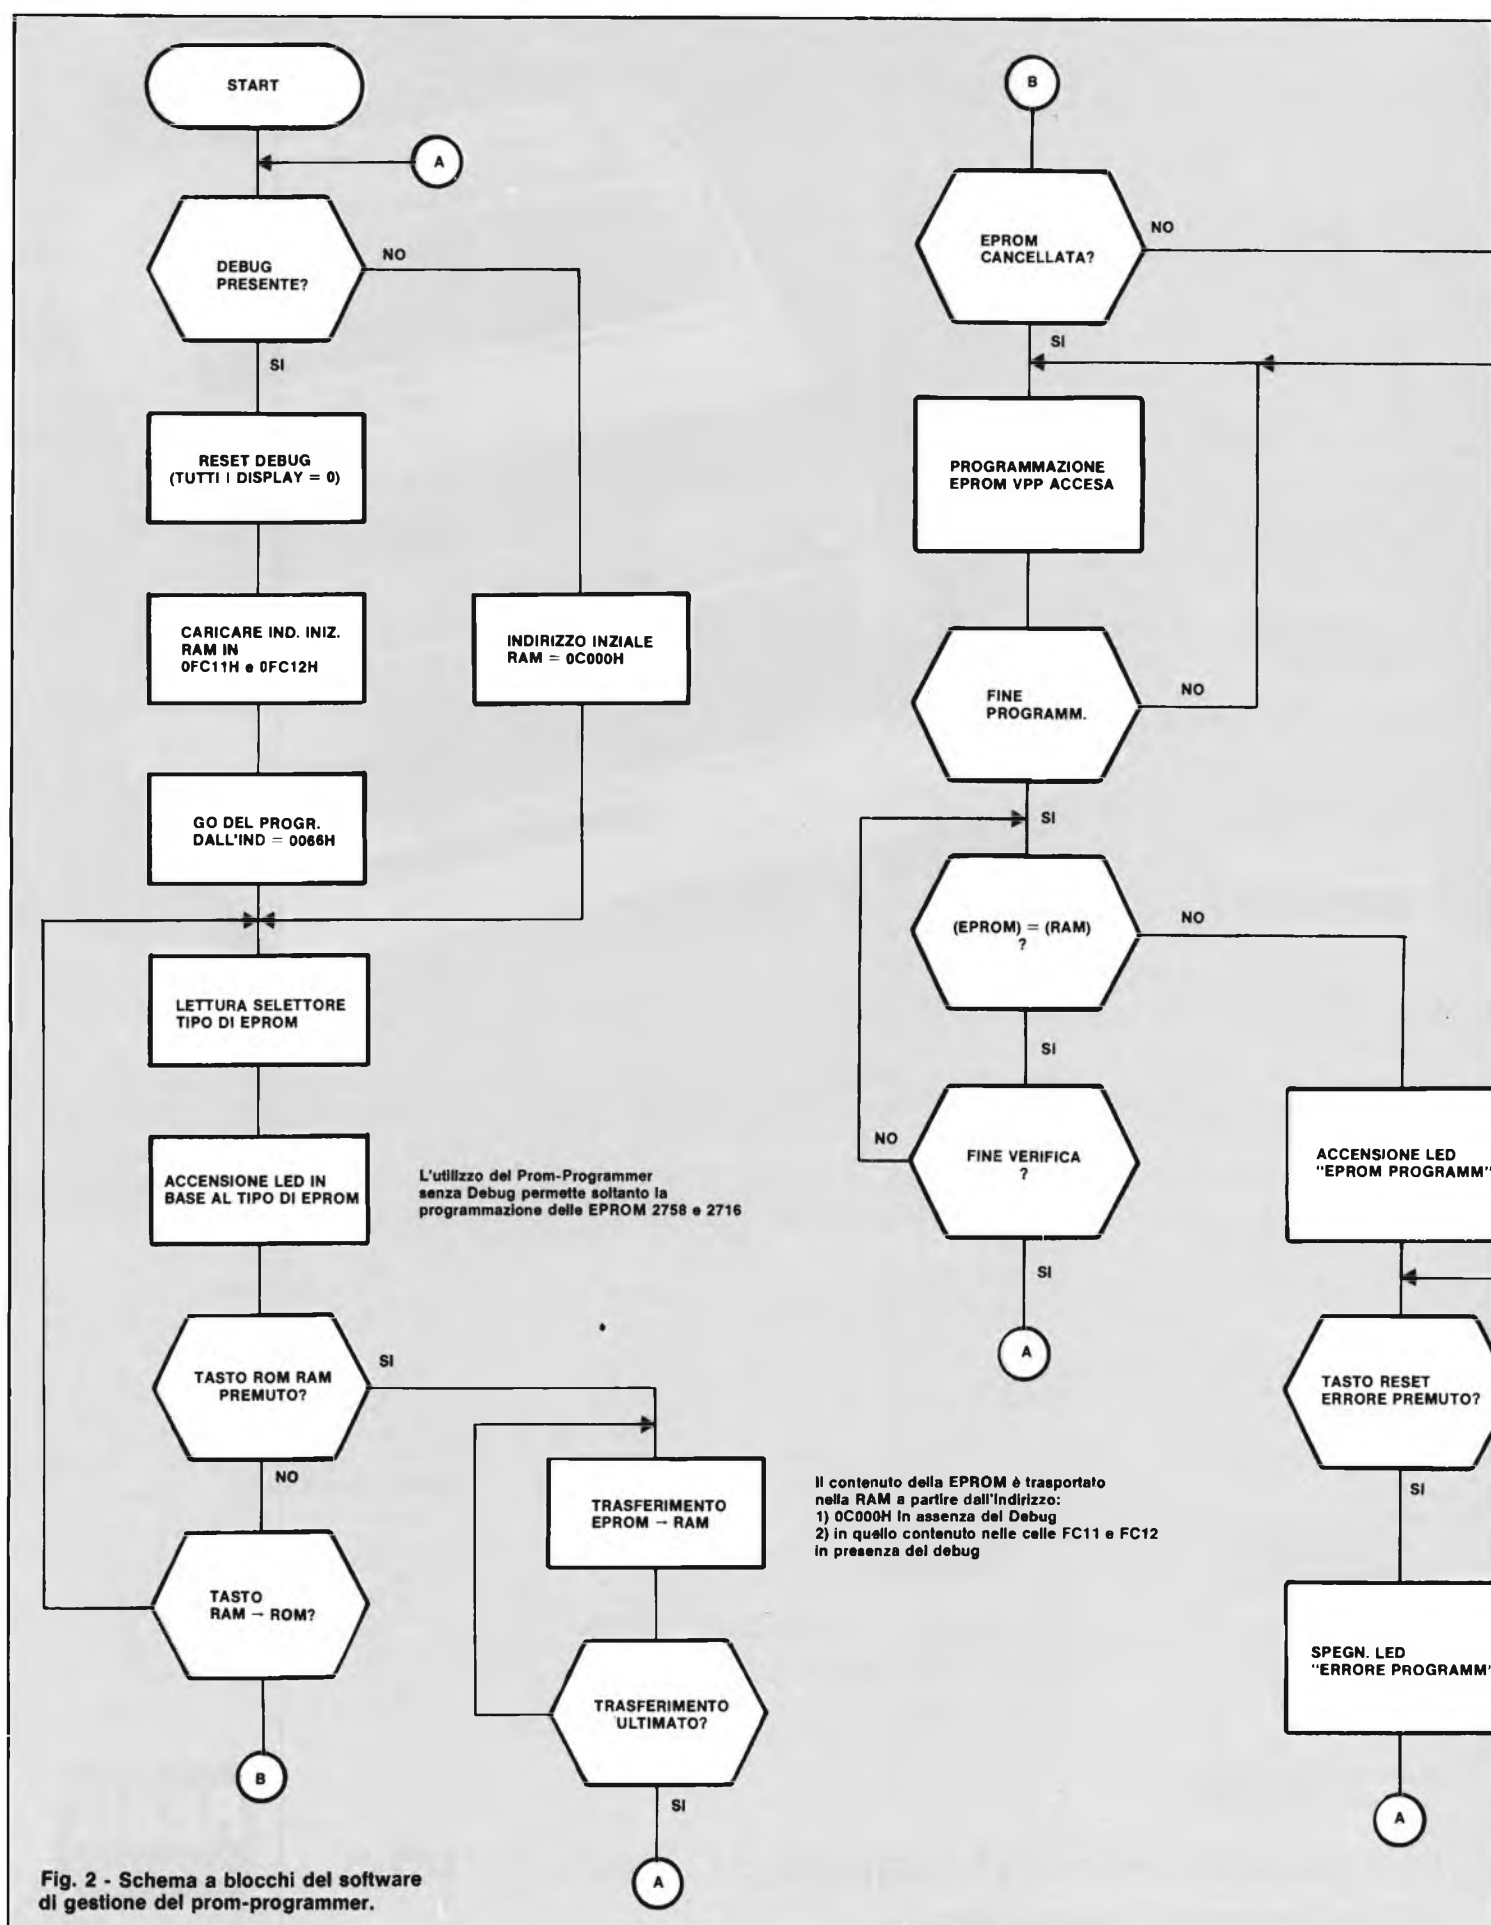 START
A
DEBUG
PRESENTE?
NO
SI
RESET DEBUG
(TUTTI I DISPLAY = 0)
CARICARE IND. INIZ.
RAM IN
0FC11H e 0FC12H
INDIRIZZO INZIALE
RAM = 0C000H
GO DEL PROGR.
DALL'IND = 0066H
LETTURA SELETTORE
TIPO DI EPROM
ACCENSIONE LED IN
BASE AL TIPO DI EPROM
L'utilizzo del Prom-Programmer
senza Debug permette soltanto la
programmazione delle EPROM 2758 e 2716
TASTO ROM RAM
PREMUTO?
SI
NO
TRASFERIMENTO
EPROM → RAM
TASTO
RAM → ROM?
TRASFERIMENTO
ULTIMATO?
B
SI
A
Il contenuto della EPROM è trasportato
nella RAM a partire dall'Indirizzo:
1) 0C000H in assenza del Debug
2) in quello contenuto nelle celle FC11 e FC12
in presenza del debug
B
EPROM
CANCELLATA?
NO
SI
PROGRAMMAZIONE
EPROM VPP ACCESA
FINE
PROGRAMM.
NO
SI
(EPROM) = (RAM)
?
NO
SI
FINE VERIFICA
?
NO
SI
A
ACCENSIONE LED
"EPROM PROGRAMM"
TASTO RESET
ERRORE PREMUTO?
SI
SPEGN. LED
"ERRORE PROGRAMM"
A
Fig. 2 - Schema a blocchi del software
di gestione del prom-programmer.